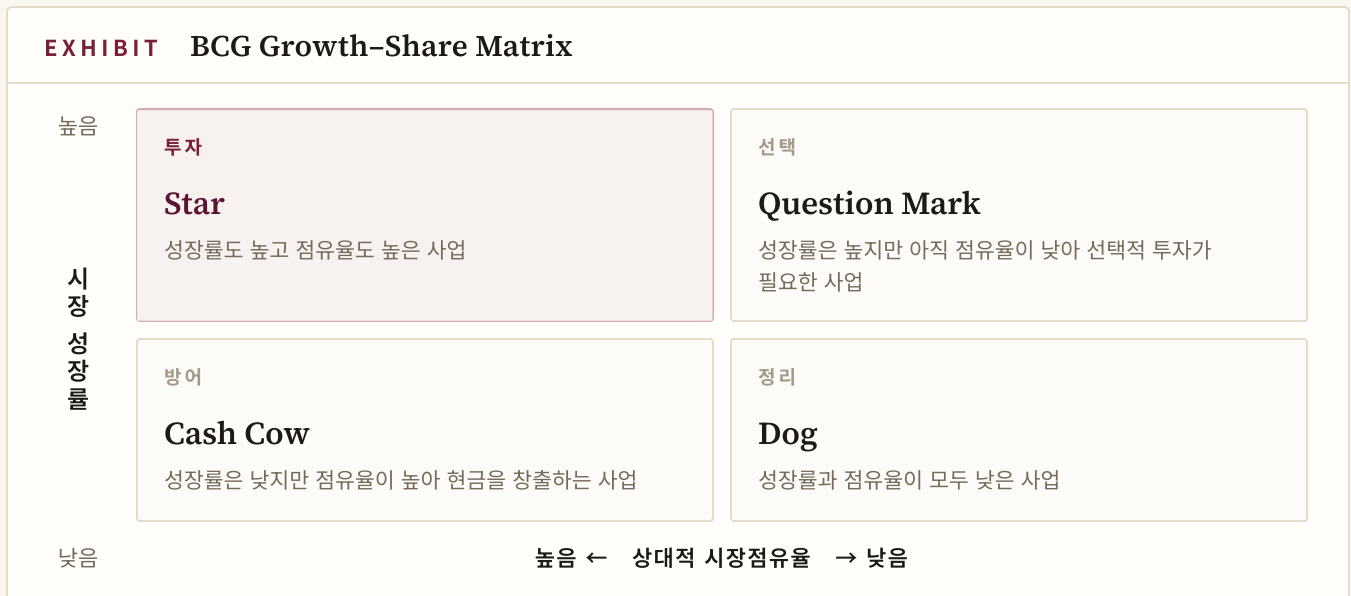 EXHIBIT BCG Growth–Share Matrix
높음
투자
Star
성장률도 높고 점유율도 높은 사업
선택
Question Mark
성장률은 높지만 아직 점유율이 낮아 선택적 투자가
필요한 사업
시장 성장률
방어
Cash Cow
성장률은 낮지만 점유율이 높아 현금을 창출하는 사업
정리
Dog
성장률과 점유율이 모두 낮은 사업
낮음
높음 ← 상대적 시장점유율 → 낮음